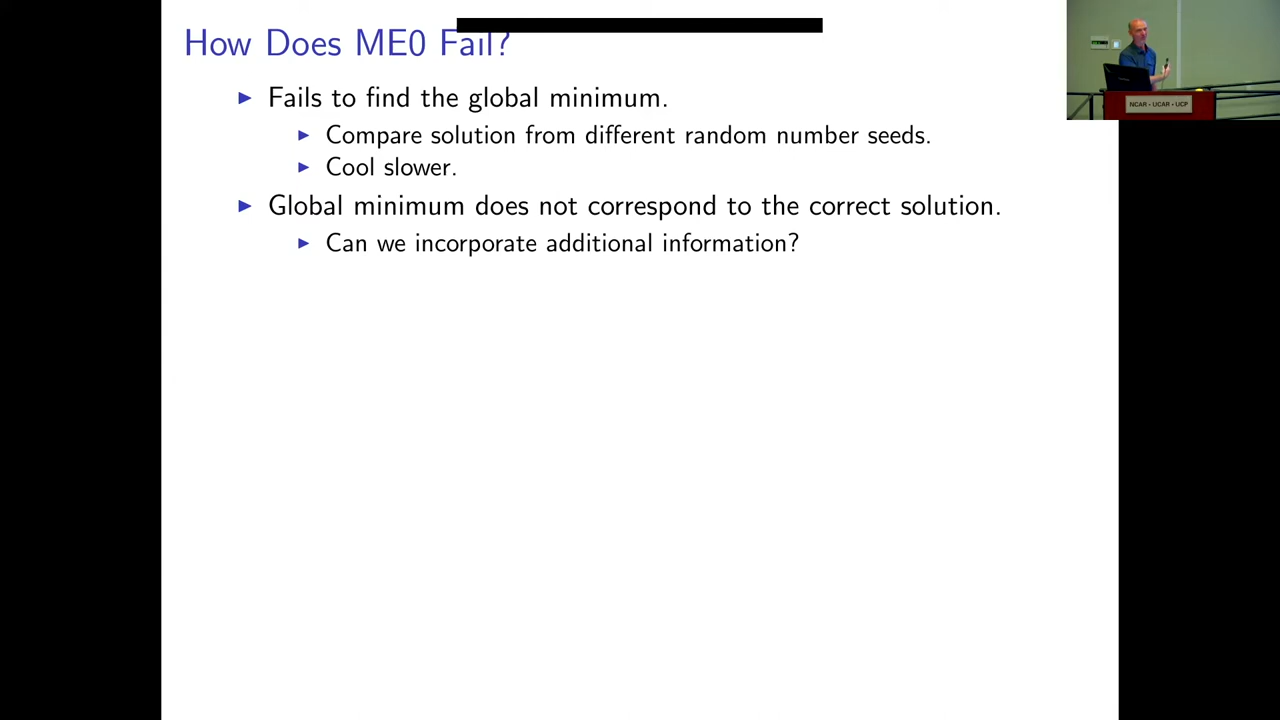 How Does ME0 Fail?
Fails to find the global minimum.
Compare solution from different random number seeds.
Cool slower.
Global minimum does not correspond to the correct solution.
Can we incorporate additional information?
NCAR • UCAR • UCP